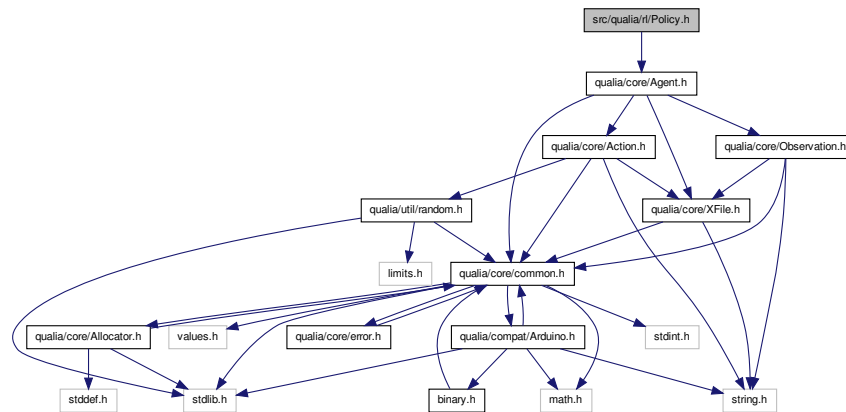 src/qualia/rl/Policy.h
qualia/core/Agent.h
qualia/core/Action.h
qualia/core/Observation.h
qualia/util/random.h
qualia/core/XFile.h
limits.h
qualia/core/common.h
qualia/core/Allocator.h
values.h
qualia/core/error.h
qualia/compat/Arduino.h
stdint.h
stddef.h
stdlib.h
binary.h
math.h
string.h